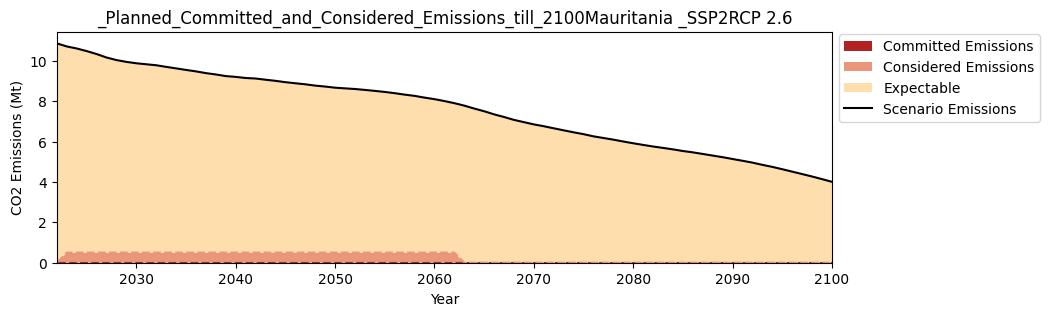 _Planned_Committed_and_Considered_Emissions_till_2100Mauritania _SSP2RCP 2.6
CO2 Emissions (Mt)
10
8
6
4
2
0
2030 2040 2050 2060 2070 2080 2090 2100
Year
Committed Emissions
Considered Emissions
Expectable
Scenario Emissions